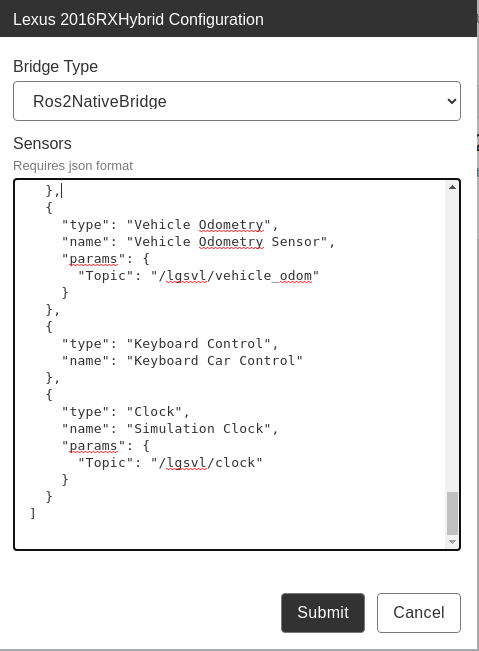 Lexus 2016RXHybrid Configuration
Bridge Type
Ros2NativeBridge
Sensors
Requires json format
},
{
"type": "Vehicle Odometry",
"name": "Vehicle Odometry Sensor",
"params": {
"Topic": "/lgsvl/vehicle_odom"
}
},
{
"type": "Keyboard Control",
"name": "Keyboard Car Control"
},
{
"type": "Clock",
"name": "Simulation Clock",
"params": {
"Topic": "/lgsvl/clock"
}
}
]
Submit Cancel